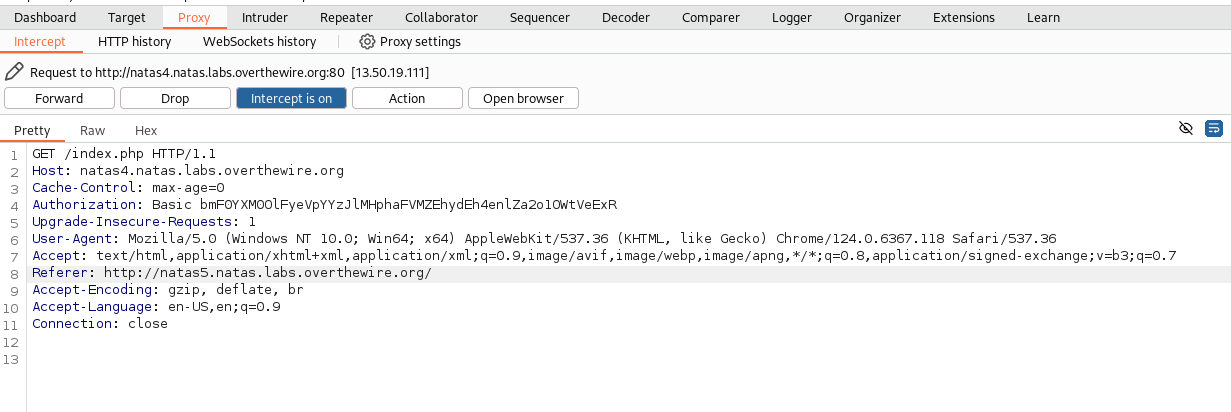 Dashboard Target Proxy Intruder Repeater Collaborator Sequencer Decoder Comparer Logger Organizer Extensions Learn
Intercept HTTP history WebSockets history Proxy settings
Request to http://natas4.natas.labs.overthewire.org:80 [13.50.19.111]
Forward Drop Intercept is on Action Open browser
Pretty Raw Hex
1 GET /index.php HTTP/1.1
2 Host: natas4.natas.labs.overthewire.org
3 Cache-Control: max-age=0
4 Authorization: Basic bmF0YXM0OlFyeVpYYzJlMHphaFVMZEhydEh4enlZa2o1OWtVeExR
5 Upgrade-Insecure-Requests: 1
6 User-Agent: Mozilla/5.0 (Windows NT 10.0; Win64; x64) AppleWebKit/537.36 (KHTML, like Gecko) Chrome/124.0.6367.118 Safari/537.36
7 Accept: text/html,application/xhtml+xml,application/xml;q=0.9,image/avif,image/webp,image/apng,*/*;q=0.8,application/signed-exchange;v=b3;q=0.7
8 Referer: http://natas5.natas.labs.overthewire.org/
9 Accept-Encoding: gzip, deflate, br
10 Accept-Language: en-US,en;q=0.9
11 Connection: close
12
13